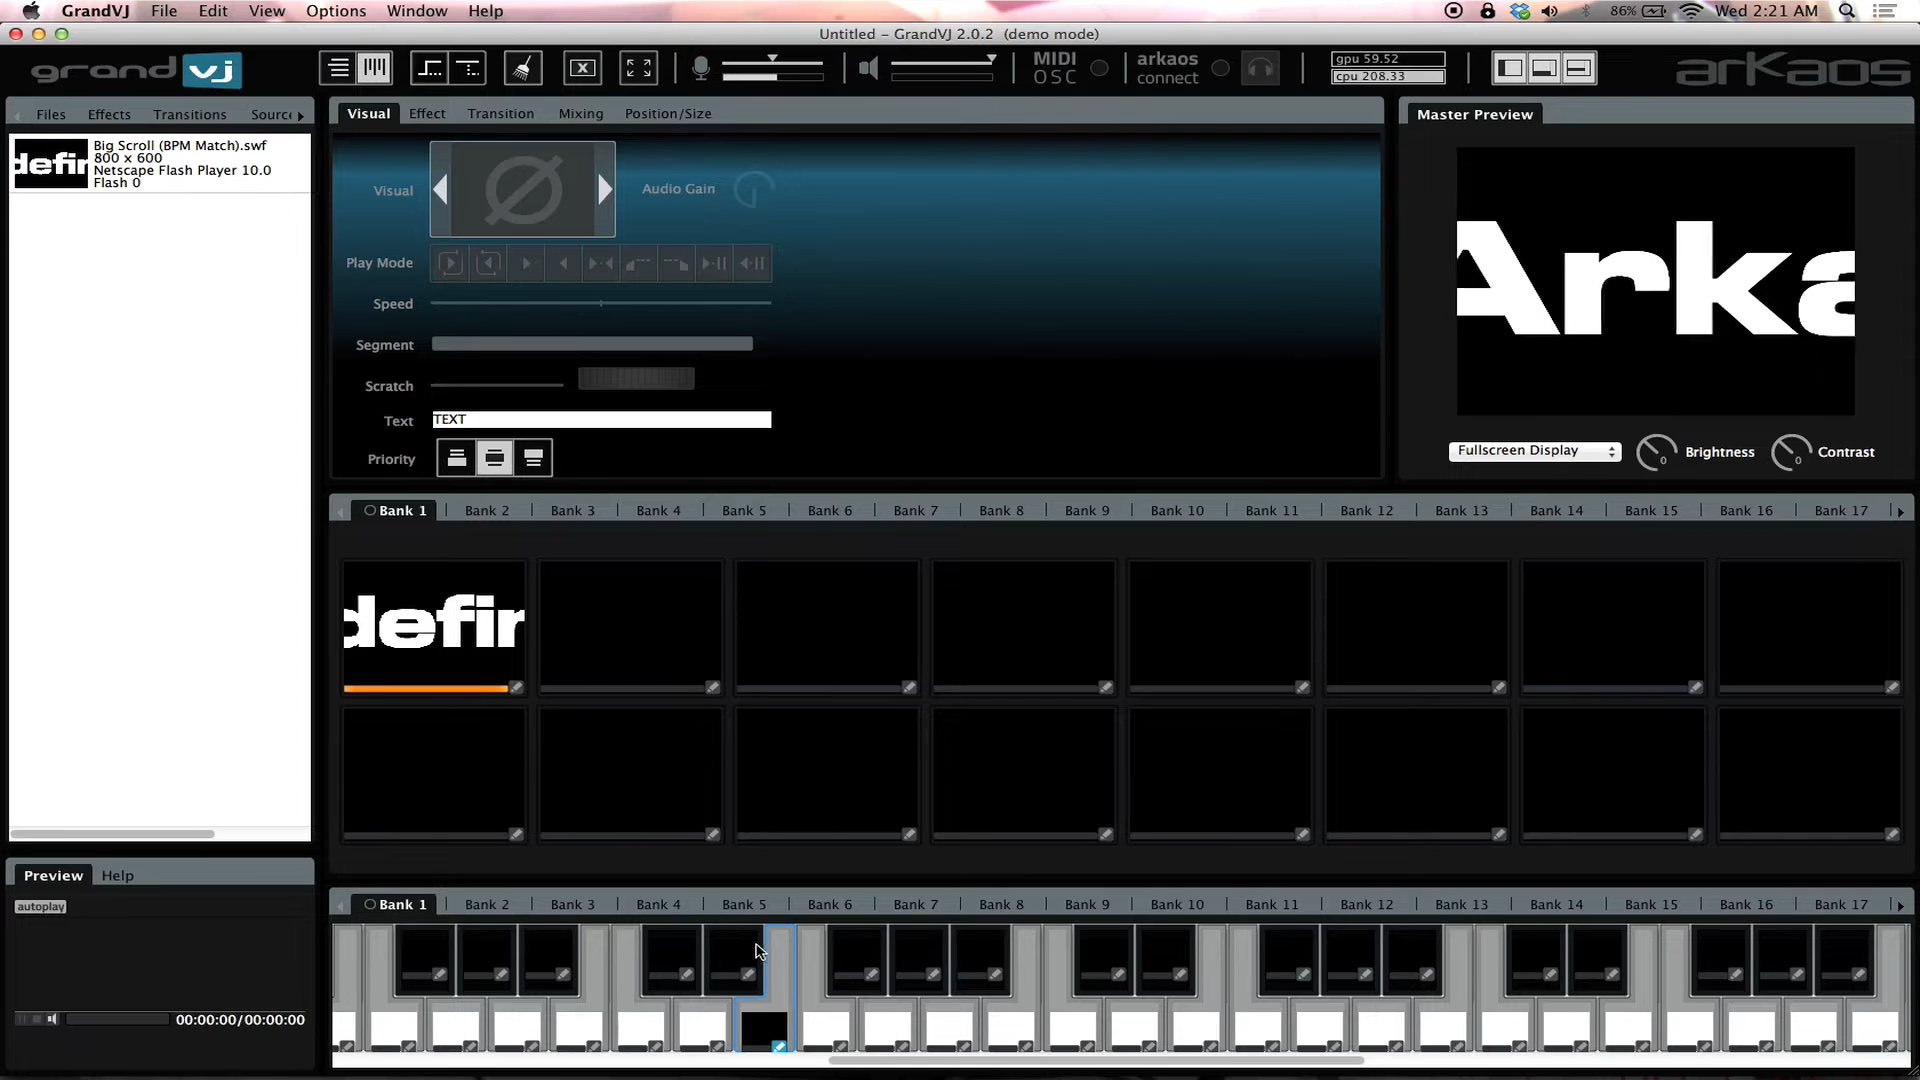 GrandVJ File Edit View Options Window Help
86% Wed 2:21 AM
Untitled - GrandVJ 2.0.2 (demo mode)
grand vj
MIDI
OSC
arkaos
connect
gpu 59.52
cpu 208.33
arkaos
Files Effects Transitions Sourc
Big Scroll (BPM Match).swf
800 x 600
Netscape Flash Player 10.0
Flash 0
defin
Visual Effect Transition Mixing Position/Size
Visual
Audio Gain
Play Mode
Speed
Segment
Scratch
Text TEXT
Priority
Master Preview
Arka
Fullscreen Display
0 Brightness
0 Contrast
Bank 1 Bank 2 Bank 3 Bank 4 Bank 5 Bank 6 Bank 7 Bank 8 Bank 9 Bank 10 Bank 11 Bank 12 Bank 13 Bank 14 Bank 15 Bank 16 Bank 17
defin
Preview Help
autoplay
00:00:00/00:00:00
Bank 1 Bank 2 Bank 3 Bank 4 Bank 5 Bank 6 Bank 7 Bank 8 Bank 9 Bank 10 Bank 11 Bank 12 Bank 13 Bank 14 Bank 15 Bank 16 Bank 17